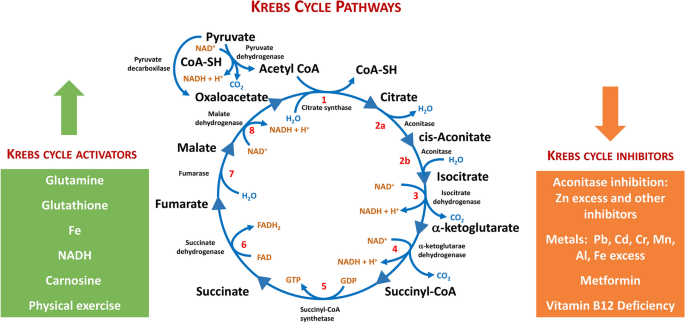 KREBS CYCLE PATHWAYS
Pyruvate
NAD⁺
Pyruvate
dehydrogenase
Pyruvate
decarboxilase
CoA-SH
NADH + H⁺
CO₂
Acetyl CoA
CoA-SH
Oxaloacetate
Citrate
1
H₂O
Citrate synthase
Malate
dehydrogenase
8
NADH + H⁺
NAD⁺
2a
H₂O
Aconitase
cis-Aconitate
Malate
2b
Aconitase
H₂O
Isocitrate
Fumarase
7
H₂O
NAD⁺
3
Isocitrate
dehydrogenase
NADH + H⁺
CO₂
Fumarate
α-ketoglutarate
FADH₂
Succinate
dehydrogenase
6
FAD
NAD⁺
4
α-ketoglutarae
dehydrogenase
NADH + H⁺
CO₂
Succinate
GTP
5
GDP
Succinyl-CoA
Succinyl-CoA
synthetase
KREBS CYCLE ACTIVATORS
Glutamine
Glutathione
Fe
NADH
Carnosine
Physical exercise
KREBS CYCLE INHIBITORS
Aconitase inhibition:
Zn excess and other
inhibitors
Metals: Pb, Cd, Cr, Mn,
Al, Fe excess
Metformin
Vitamin B12 Deficiency